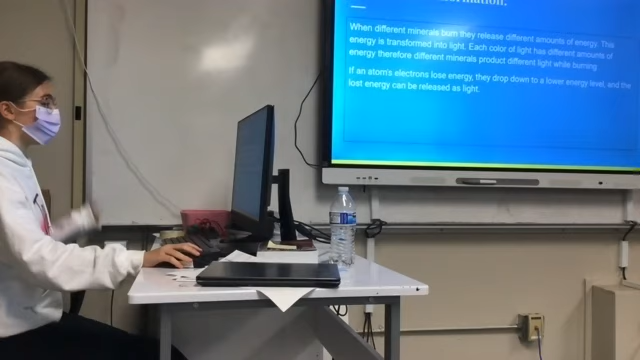 When different minerals burn they release different amounts of energy. This
energy is transformed into light. Each color of light has different amounts of
energy therefore different minerals product different light while burning
If an atom's electrons lose energy, they drop down to a lower energy level, and the
lost energy can be released as light.